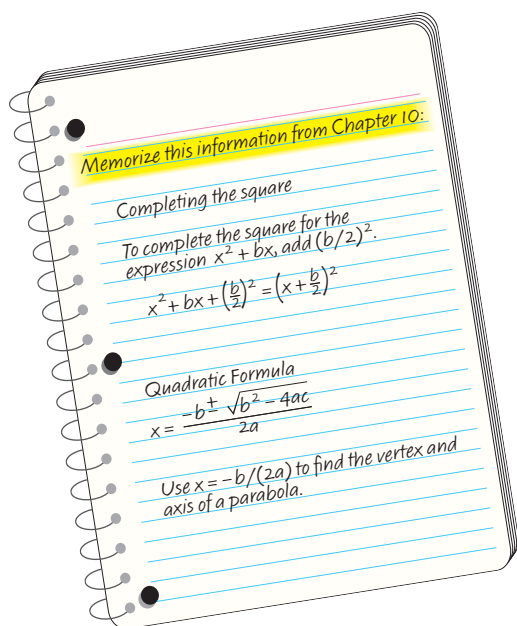 Memorize this information from Chapter 10:
Completing the square
To complete the square for the
expression x² + bx, add (b/2)².
x² + bx + (b/2)² = (x + b/2)²
Quadratic Formula
x = (-b ± √(b² - 4ac))/(2a)
Use x = -b/(2a) to find the vertex and
axis of a parabola.